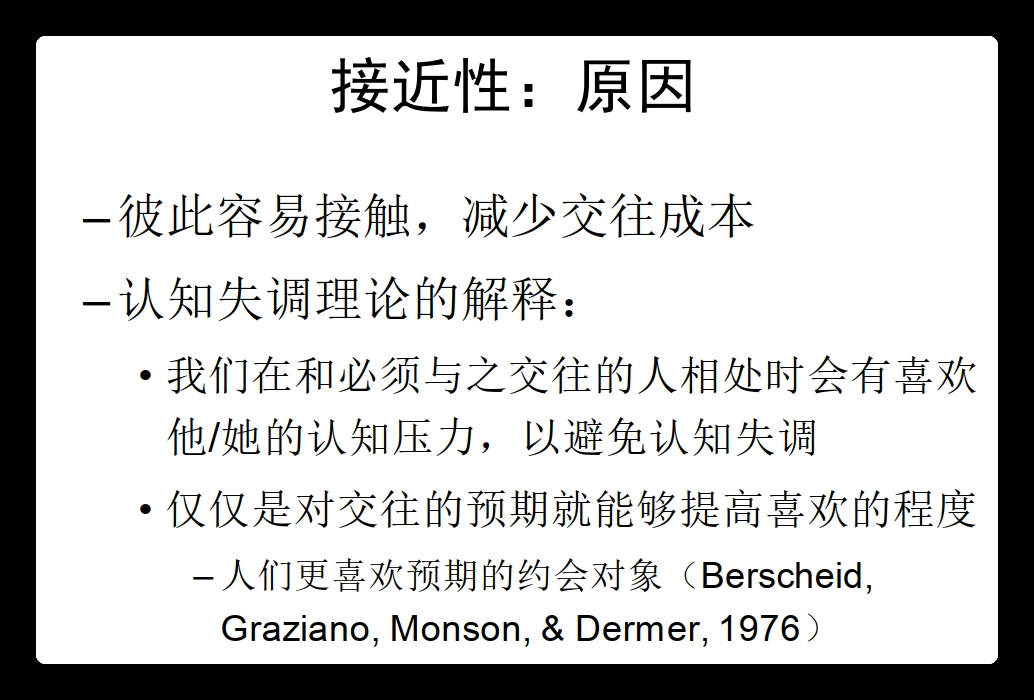 接近性：原因
–彼此容易接触，减少交往成本
–认知失调理论的解释：
• 我们在和必须与之交往的人相处时会有喜欢
他/她的认知压力，以避免认知失调
• 仅仅是对交往的预期就能够提高喜欢的程度
–人们更喜欢预期的约会对象（Berscheid,
Graziano, Monson, & Dermer, 1976）